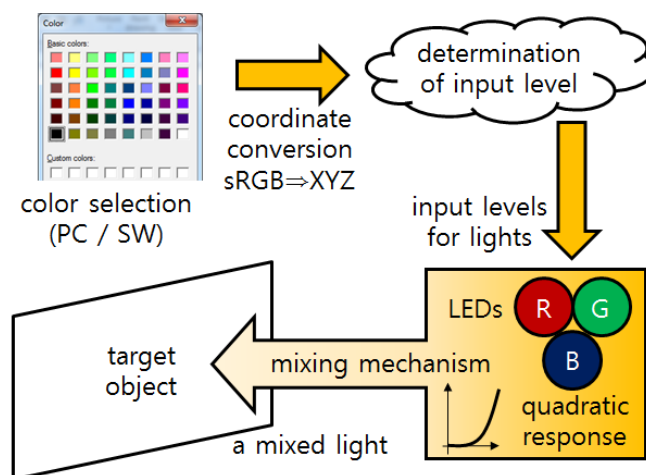 Color
Basic colors:
Custom colors:
color selection
(PC / SW)
coordinate
conversion
sRGB⇒XYZ
determination
of input level
input levels
for lights
LEDs
R
G
B
quadratic
response
mixing mechanism
a mixed light
target
object